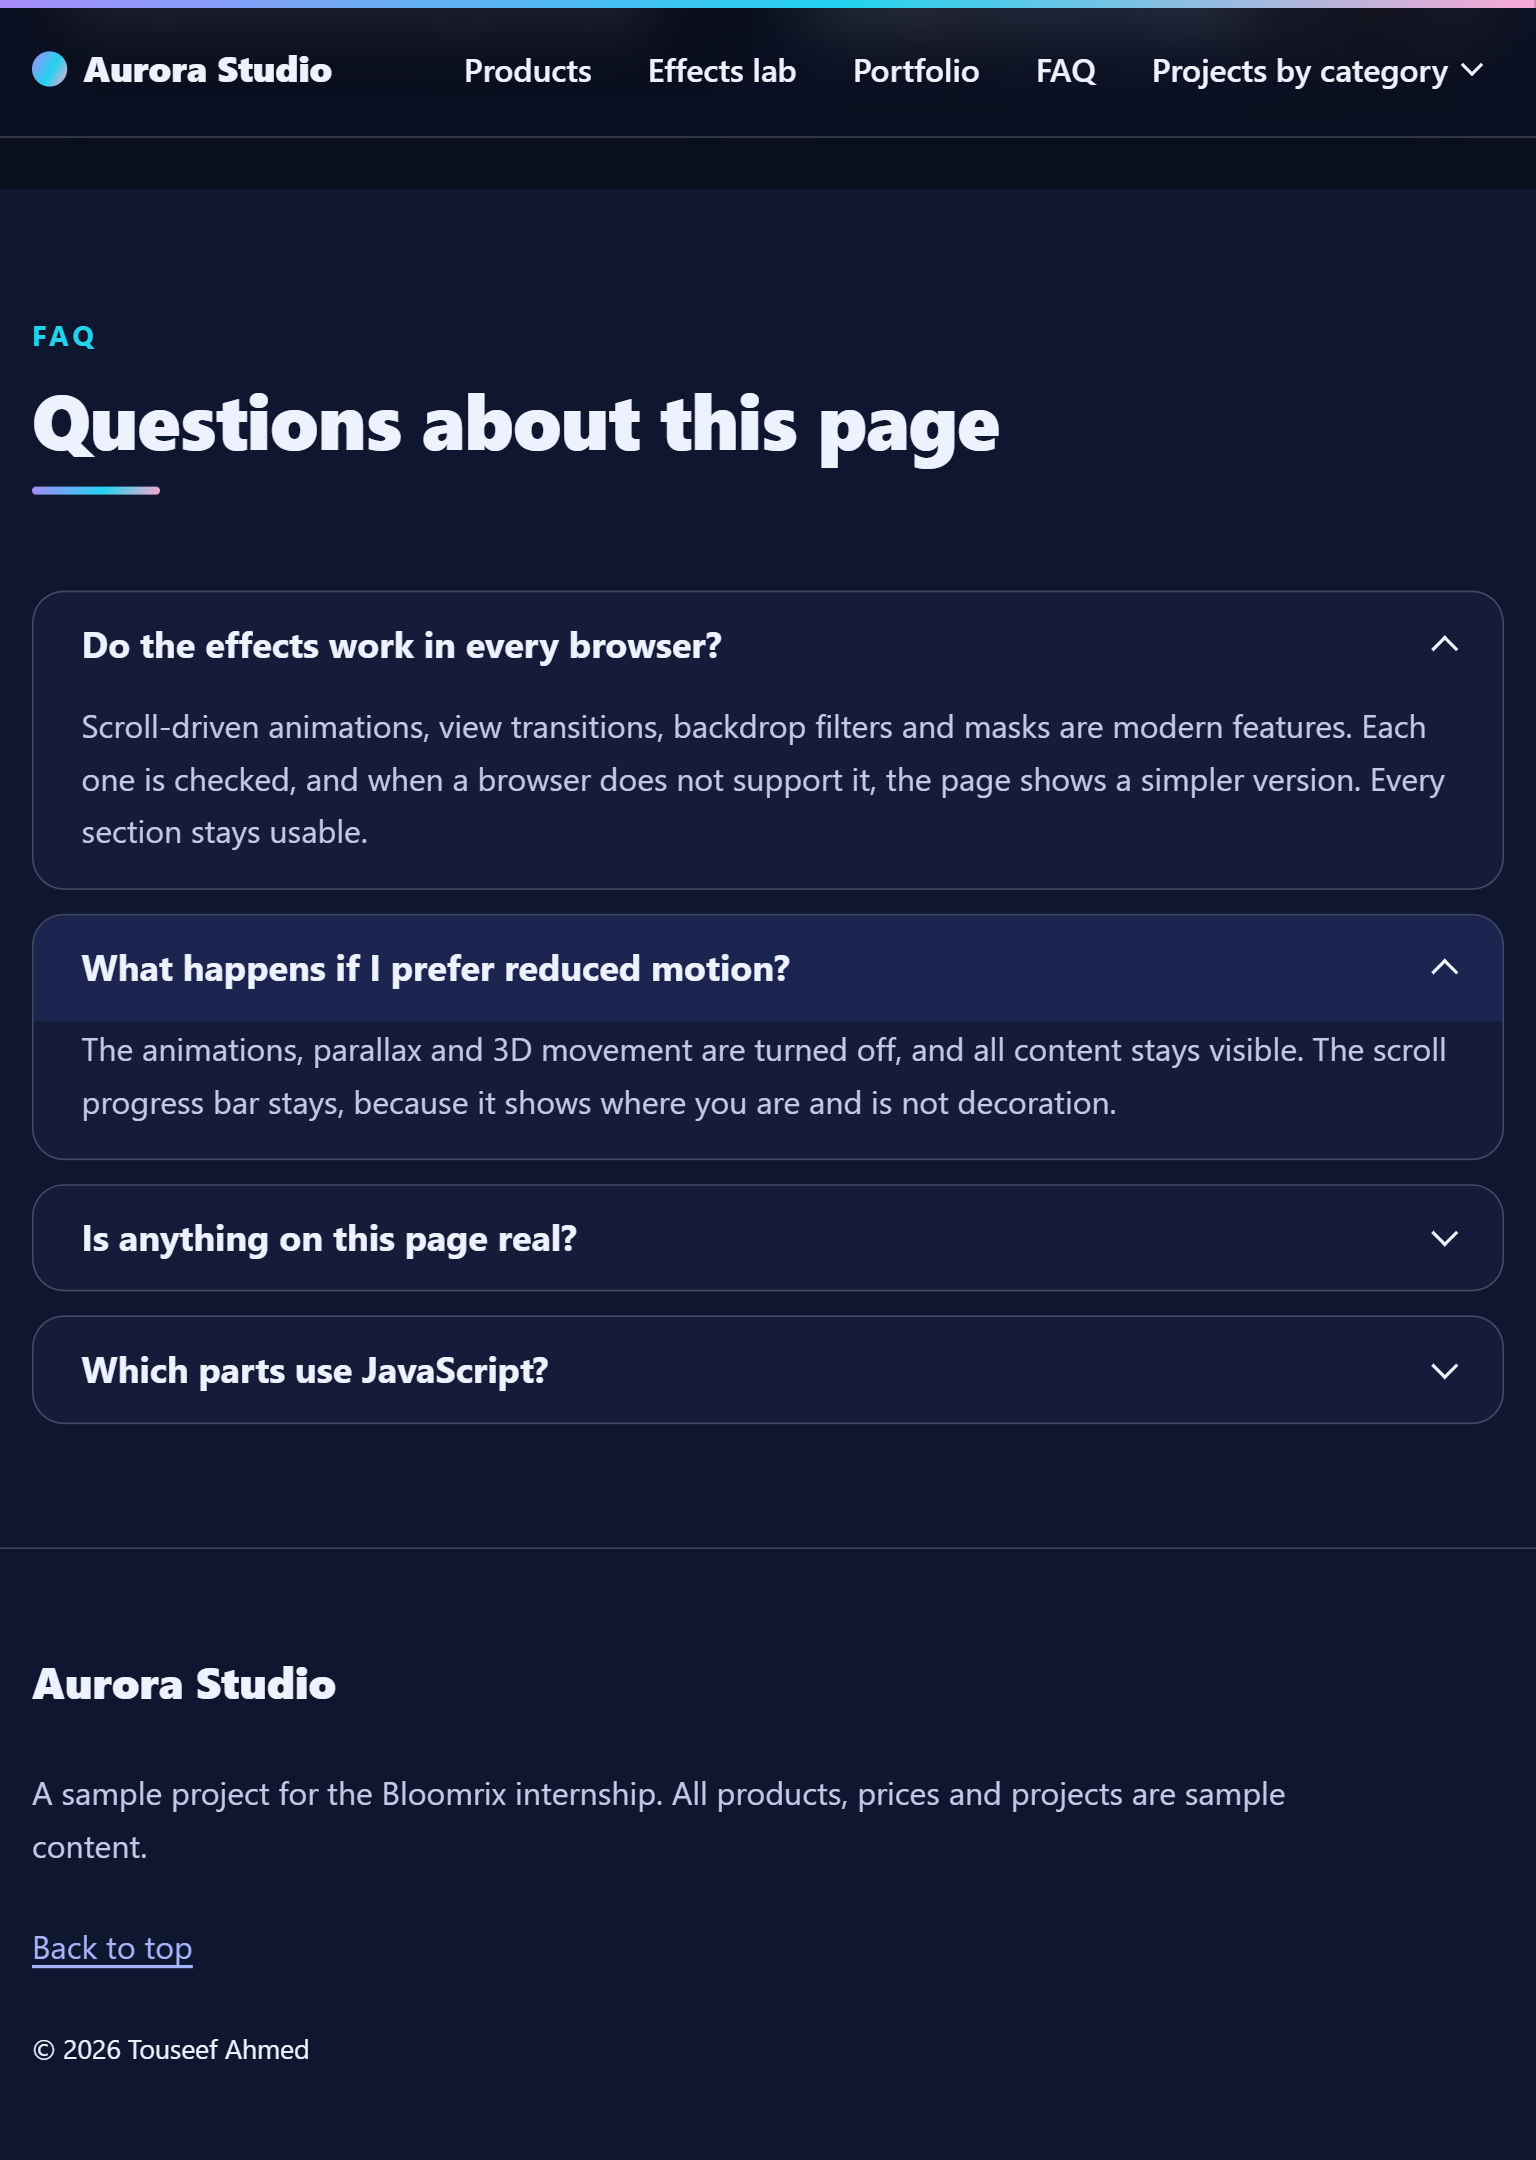 Aurora Studio
Products
Effects lab
Portfolio
FAQ
Projects by category
FAQ
Questions about this page
Do the effects work in every browser?
Scroll-driven animations, view transitions, backdrop filters and masks are modern features. Each
one is checked, and when a browser does not support it, the page shows a simpler version. Every
section stays usable.
What happens if I prefer reduced motion?
The animations, parallax and 3D movement are turned off, and all content stays visible. The scroll
progress bar stays, because it shows where you are and is not decoration.
Is anything on this page real?
Which parts use JavaScript?
Aurora Studio
A sample project for the Bloomrix internship. All products, prices and projects are sample
content.
Back to top
© 2026 Touseef Ahmed